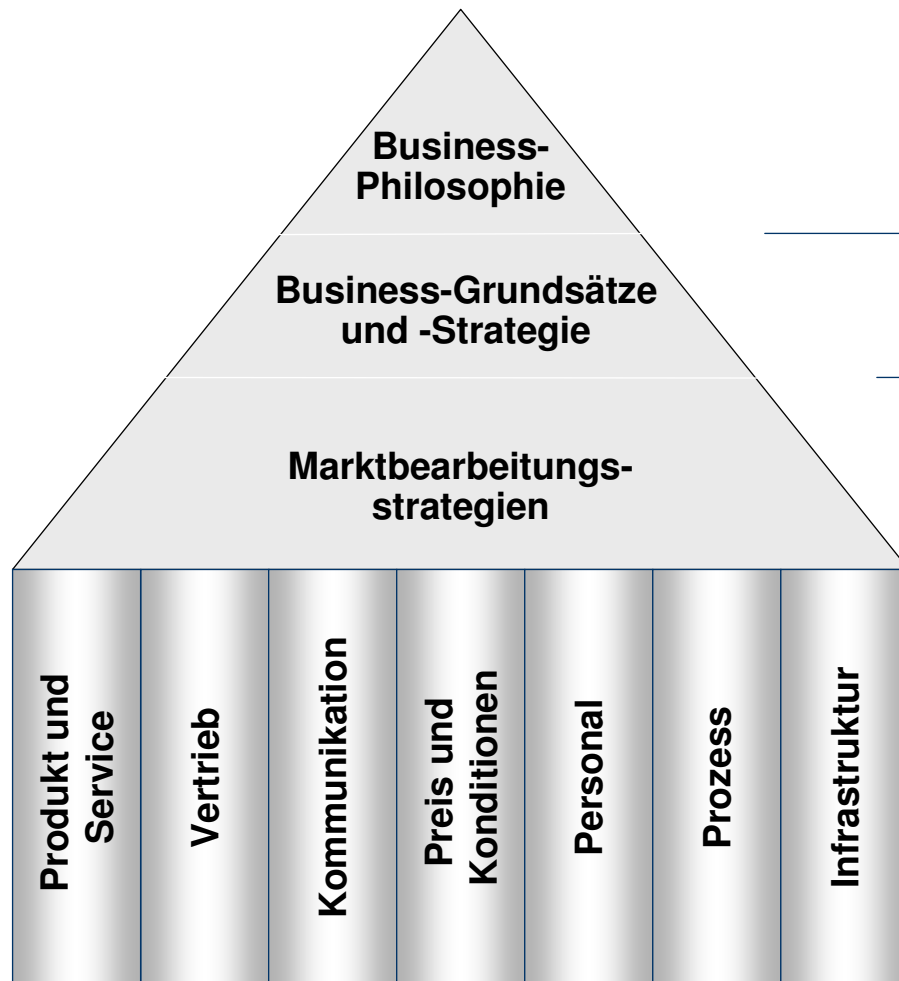 Business-
Philosophie
Business-Grundsätze
und -Strategie
Marktbearbeitungs-
strategien
Produkt und
Service
Vertrieb
Kommunikation
Preis und
Konditionen
Personal
Prozess
Infrastruktur